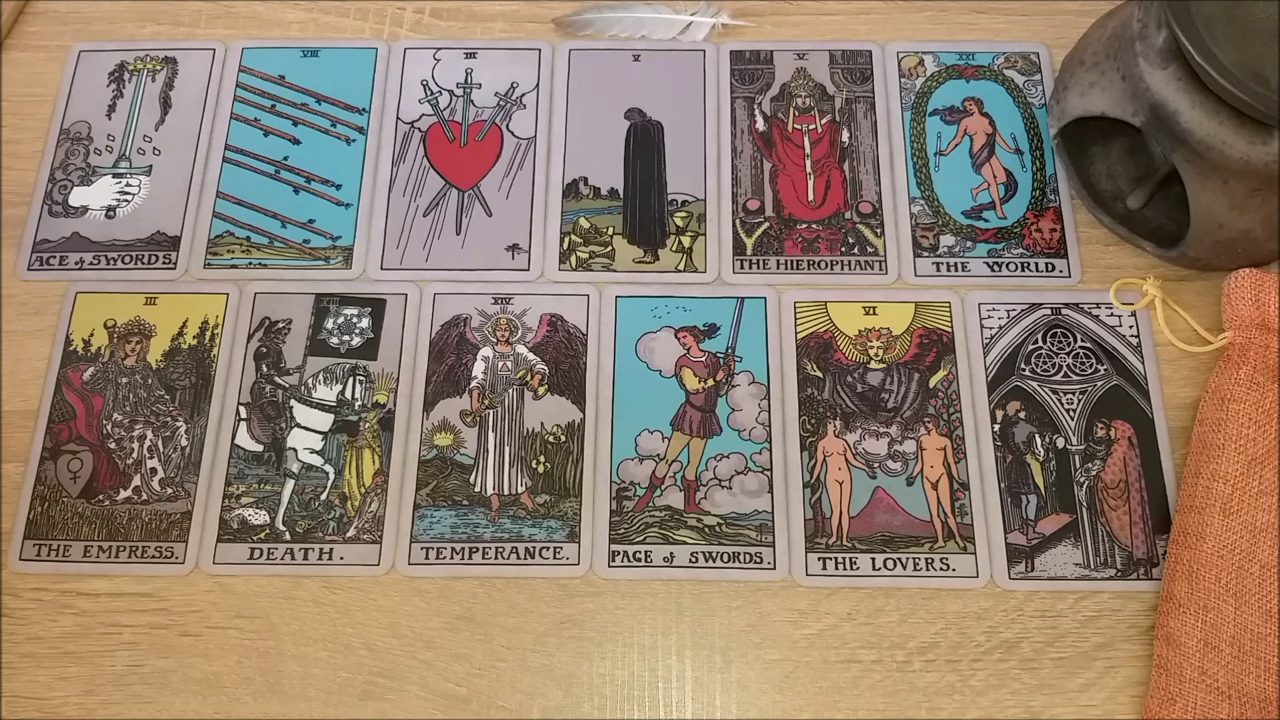 ACE of SWORDS.
VIII
III
V
V
THE HIEROPHANT
XXI
THE WORLD.
III
THE EMPRESS.
XIII
DEATH.
XIV
TEMPERANCE.
PAGE of SWORDS.
VI
THE LOVERS.
III